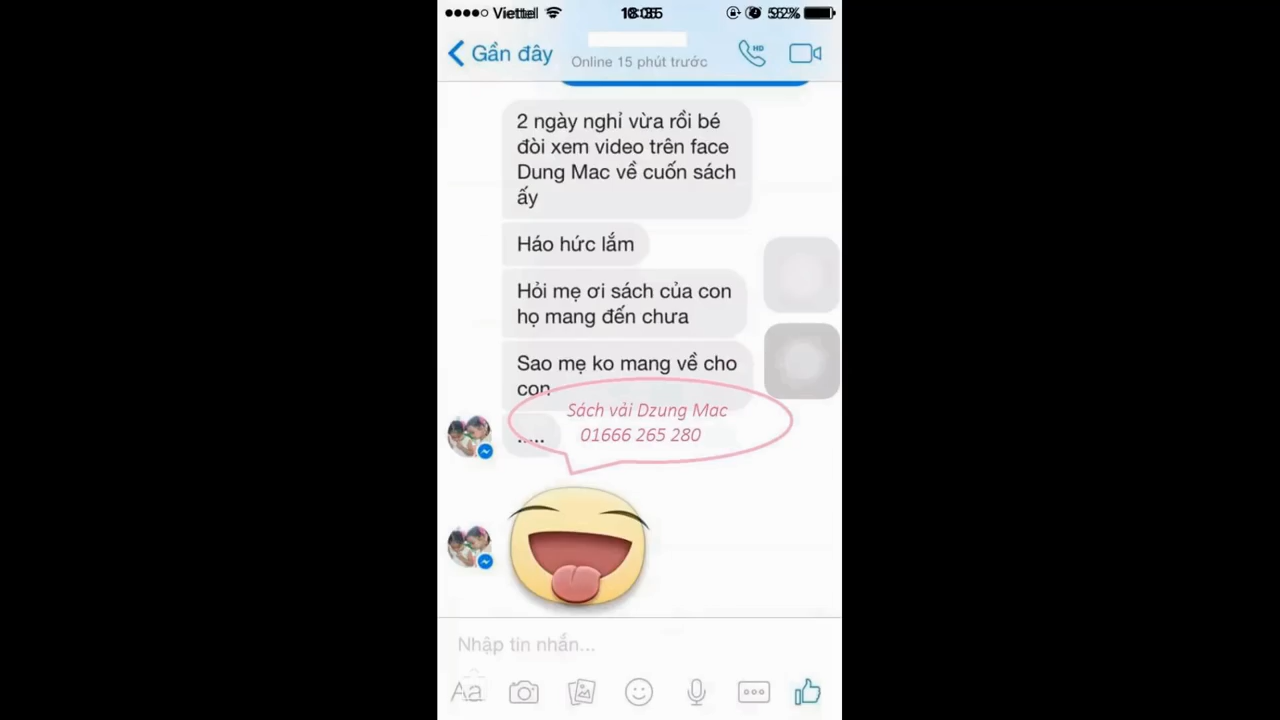 Viettel
Gần đây
Online 15 phút trước
HD
2 ngày nghỉ vừa rồi bé
đòi xem video trên face
Dung Mac về cuốn sách
ấy
Háo hức lắm
Hỏi mẹ ơi sách của con
họ mang đến chưa
Sao mẹ ko mang về cho
con
.....
Sách vải Dzung Mac
01666 265 280
Nhập tin nhắn...
Aa